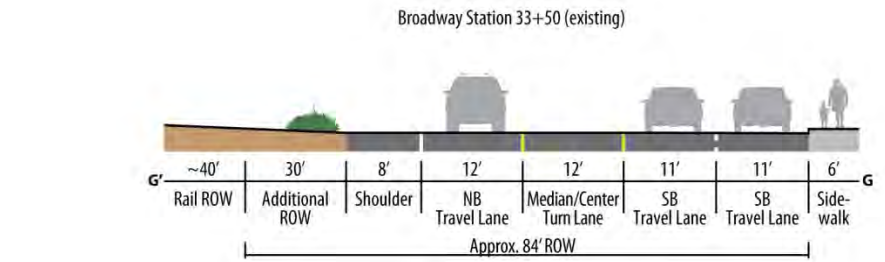 Broadway Station 33+50 (existing)
~40' 30' 8' 12' 12' 11' 11' 6'
G' G
Rail ROW Additional Shoulder NB Median/Center SB SB Side-
ROW Travel Lane Turn Lane Travel Lane Travel Lane walk
Approx. 84' ROW